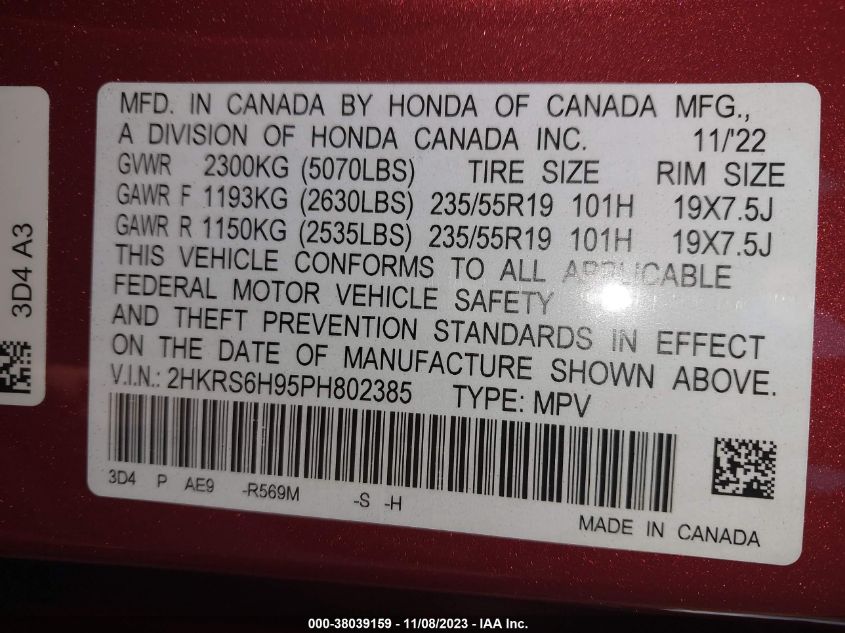 3D4 A3
MFD. IN CANADA BY HONDA OF CANADA MFG.,
A DIVISION OF HONDA CANADA INC. 11/'22
GVWR 2300KG (5070LBS) TIRE SIZE RIM SIZE
GAWR F 1193KG (2630LBS) 235/55R19 101H 19X7.5J
GAWR R 1150KG (2535LBS) 235/55R19 101H 19X7.5J
THIS VEHICLE CONFORMS TO ALL APPLICABLE
FEDERAL MOTOR VEHICLE SAFETY
AND THEFT PREVENTION STANDARDS IN EFFECT
ON THE DATE OF MANUFACTURE SHOWN ABOVE.
V.I.N.: 2HKRS6H95PH802385 TYPE: MPV
3D4 P AE9 -R569M -S -H
MADE IN CANADA
000-38039159 - 11/08/2023 - IAA Inc.